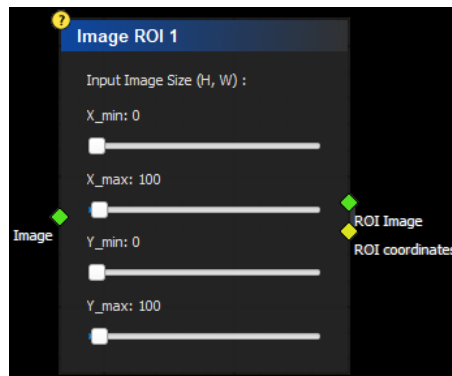 ?
Image ROI 1
Input Image Size (H, W) :
X_min: 0
X_max: 100
Image
ROI Image
Y_min: 0
ROI coordinates
Y_max: 100